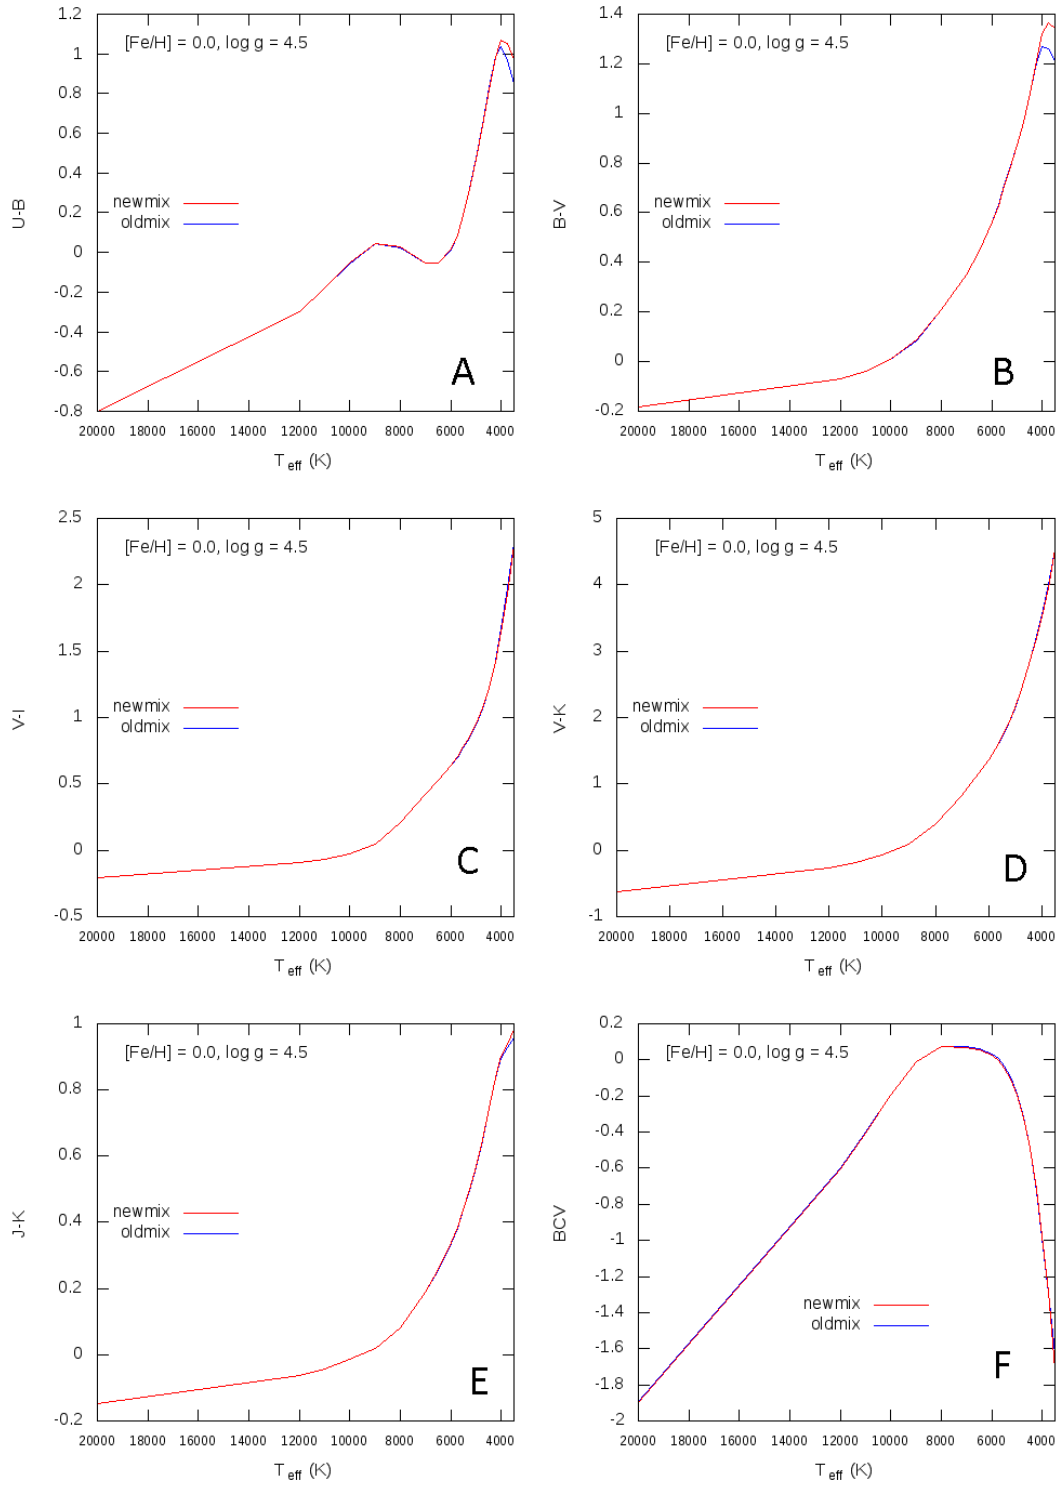 [Fe/H] = 0.0, log g = 4.5
1.2
1
0.8
0.6
0.4
0.2
0
-0.2
-0.4
-0.6
-0.8
U-B
newmix
oldmix
A
20000 18000 16000 14000 12000 10000 8000 6000 4000
T eff (K)
[Fe/H] = 0.0, log g = 4.5
1.4
1.2
1
0.8
0.6
0.4
0.2
0
-0.2
B-V
newmix
oldmix
B
20000 18000 16000 14000 12000 10000 8000 6000 4000
T eff (K)
[Fe/H] = 0.0, log g = 4.5
2.5
2
1.5
1
0.5
0
-0.5
V-I
newmix
oldmix
C
20000 18000 16000 14000 12000 10000 8000 6000 4000
T eff (K)
[Fe/H] = 0.0, log g = 4.5
5
4
3
2
1
0
-1
V-K
newmix
oldmix
D
20000 18000 16000 14000 12000 10000 8000 6000 4000
T eff (K)
[Fe/H] = 0.0, log g = 4.5
1
0.8
0.6
0.4
0.2
0
-0.2
J-K
newmix
oldmix
E
20000 18000 16000 14000 12000 10000 8000 6000 4000
T eff (K)
[Fe/H] = 0.0, log g = 4.5
0.2
0
-0.2
-0.4
-0.6
-0.8
-1
-1.2
-1.4
-1.6
-1.8
-2
BCV
newmix
oldmix
F
20000 18000 16000 14000 12000 10000 8000 6000 4000
T eff (K)